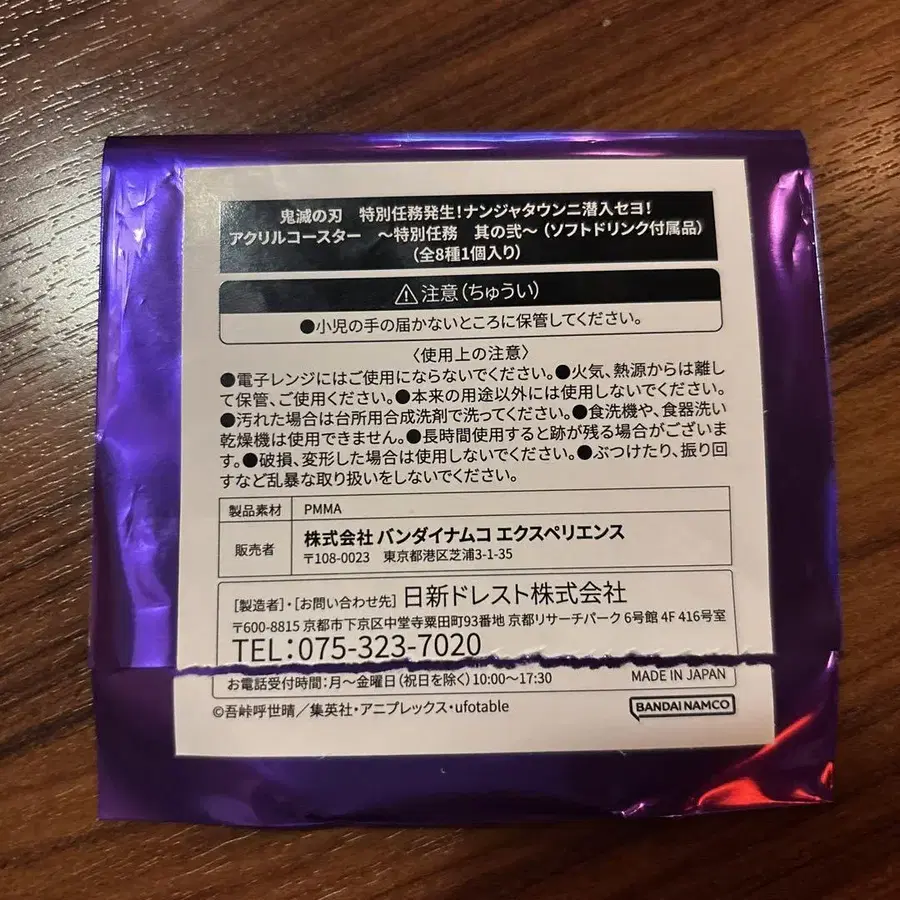 鬼滅の刃　特別任務発生！ナンジャタウンニ潜入セヨ！
アクリルコースター　～特別任務　其の弐～（ソフトドリンク付属品）
（全8種1個入り）
⚠注意（ちゅうい）
●小児の手の届かないところに保管してください。
〈使用上の注意〉
●電子レンジにはご使用にならないでください。●火気、熱源からは離し
て保管、ご使用ください。●本来の用途以外には使用しないでください。
●汚れた場合は台所用合成洗剤で洗ってください。●食洗機や、食器洗い
乾燥機は使用できません。●長時間使用すると跡が残る場合がございま
す。●破損、変形した場合は使用しないでください。●ぶつけたり、振り回
すなど乱暴な取り扱いをしないでください。
製品素材　PMMA
販売者　株式会社 バンダイナムコ エクスペリエンス
〒108-0023　東京都港区芝浦3-1-35
［製造者］・［お問い合わせ先］日新ドレスト株式会社
〒600-8815 京都市下京区中堂寺粟田町93番地 京都リサーチパーク 6号館 4F 416号室
TEL：075-323-7020
お電話受付時間：月～金曜日（祝日を除く）10:00～17:30
MADE IN JAPAN
©吾峠呼世晴／集英社・アニプレックス・ufotable
BANDAI NAMCO